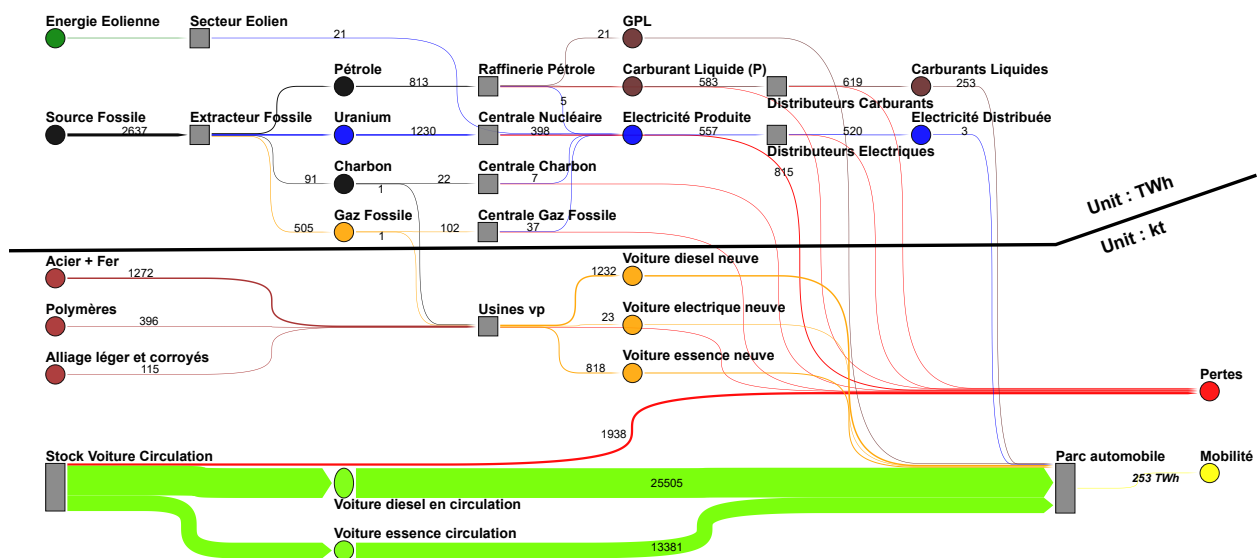 Energie Eolienne
Secteur Eolien
21
21
GPL
Pétrole
813
Raffinerie Pétrole
Carburant Liquide (P)
583
619
Carburants Liquides
253
5
Distributeurs Carburants
Source Fossile
2637
Extracteur Fossile
Uranium
1230
Centrale Nucléaire
398
Electricité Produite
557
520
Electricité Distribuée
3
Distributeurs Electriques
Charbon
91
1
22
Centrale Charbon
7
815
Gaz Fossile
505
1
102
Centrale Gaz Fossile
37
Unit : TWh
Unit : kt
Acier + Fer
1272
Voiture diesel neuve
1232
Polymères
396
Usines vp
Voiture electrique neuve
23
Alliage léger et corroyés
115
Voiture essence neuve
818
Pertes
1938
Stock Voiture Circulation
Voiture diesel en circulation
25505
Parc automobile
253 TWh
Mobilité
Voiture essence circulation
13381